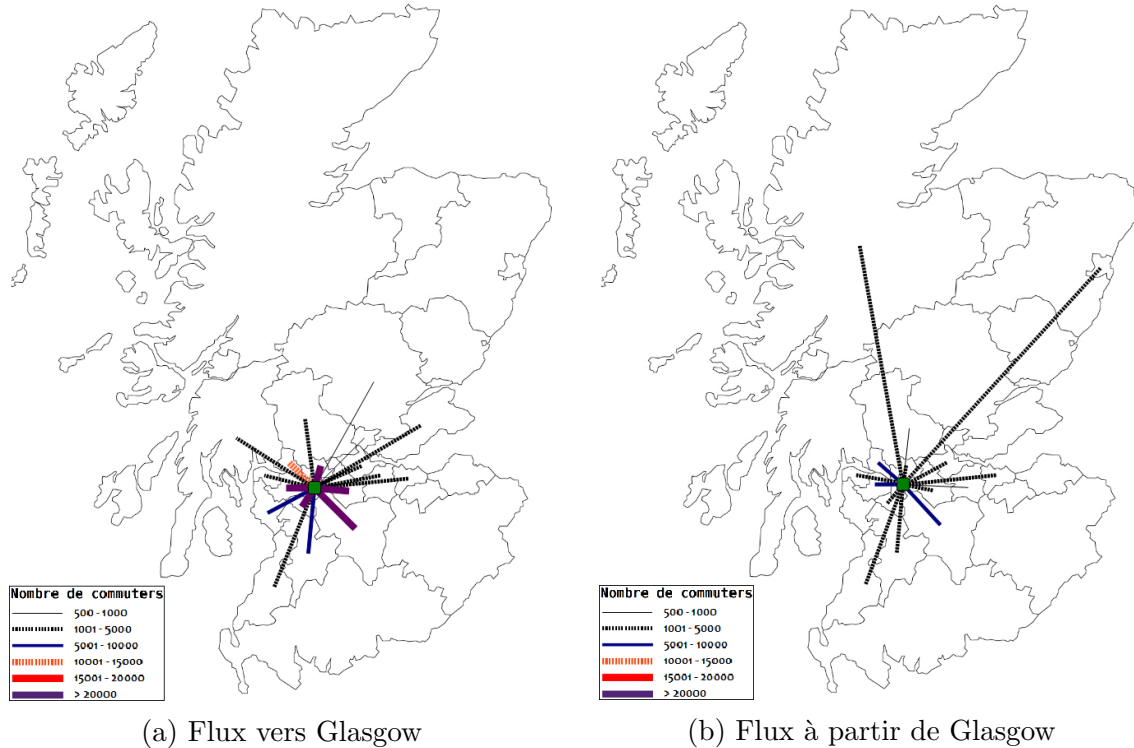 Nombre de commuters
500 - 1000
1001 - 5000
5001 - 10000
10001 - 15000
15001 - 20000
> 20000
(a) Flux vers Glasgow
Nombre de commuters
500 - 1000
1001 - 5000
5001 - 10000
10001 - 15000
15001 - 20000
> 20000
(b) Flux à partir de Glasgow